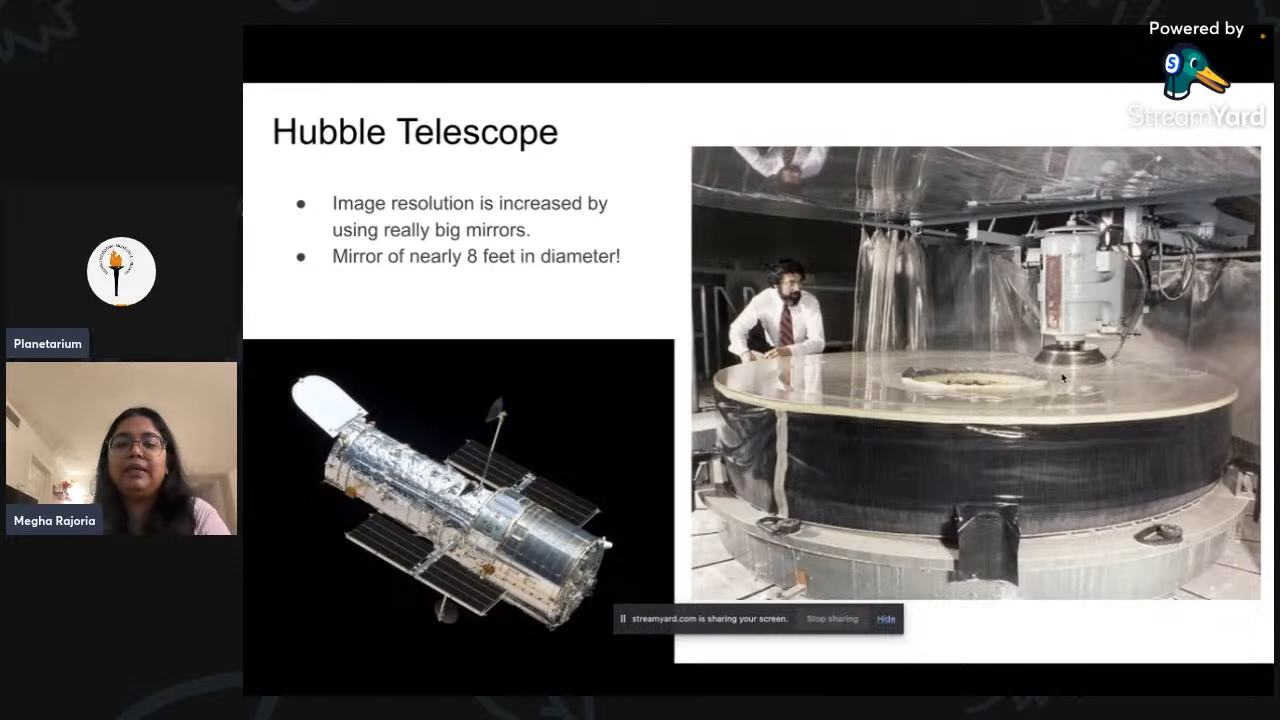 Powered by
S
StreamYard
Hubble Telescope
● Image resolution is increased by
using really big mirrors.
● Mirror of nearly 8 feet in diameter!
Planetarium
Megha Rajoria
streamyard.com is sharing your screen. Stop sharing Hide